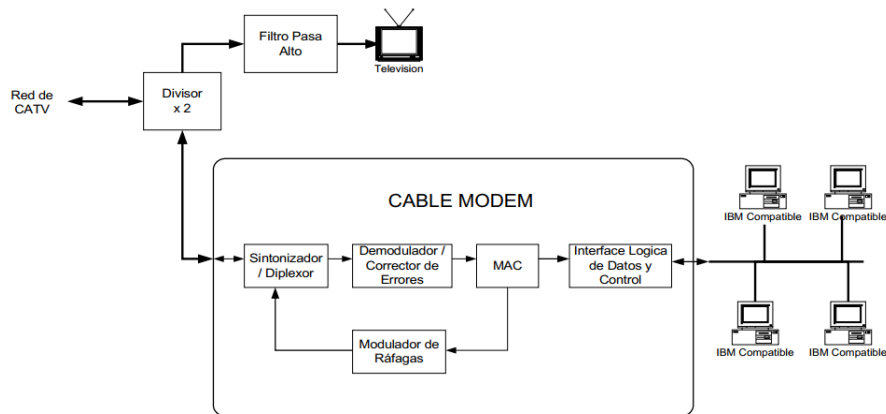 Filtro Pasa
Alto
Television
Red de
CATV
Divisor
x 2
CABLE MODEM
IBM Compatible
IBM Compatible
Sintonizador
/ Diplexor
Demodulador /
Corrector de
Errores
MAC
Interface Logica
de Datos y
Control
Modulador de
Ráfagas
IBM Compatible
IBM Compatible